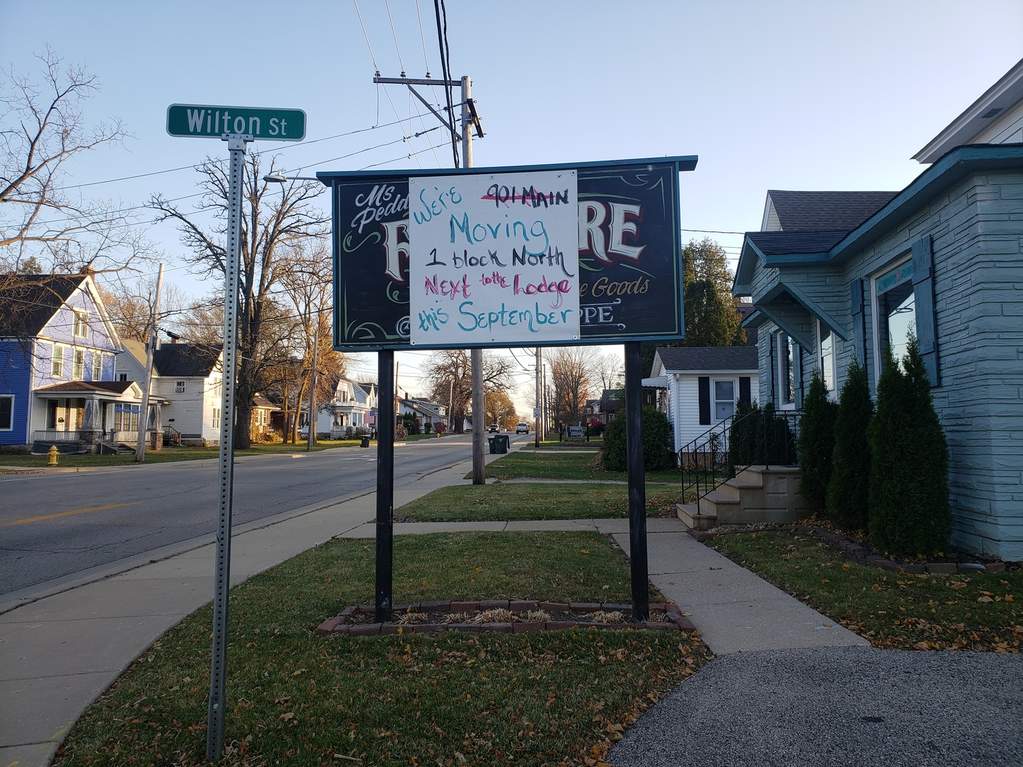 Wilton St
Ms
Pedd
We're 901 MAIN
Moving
1 block North
Next to the Lodge
this September
F RE
Goods
PPE